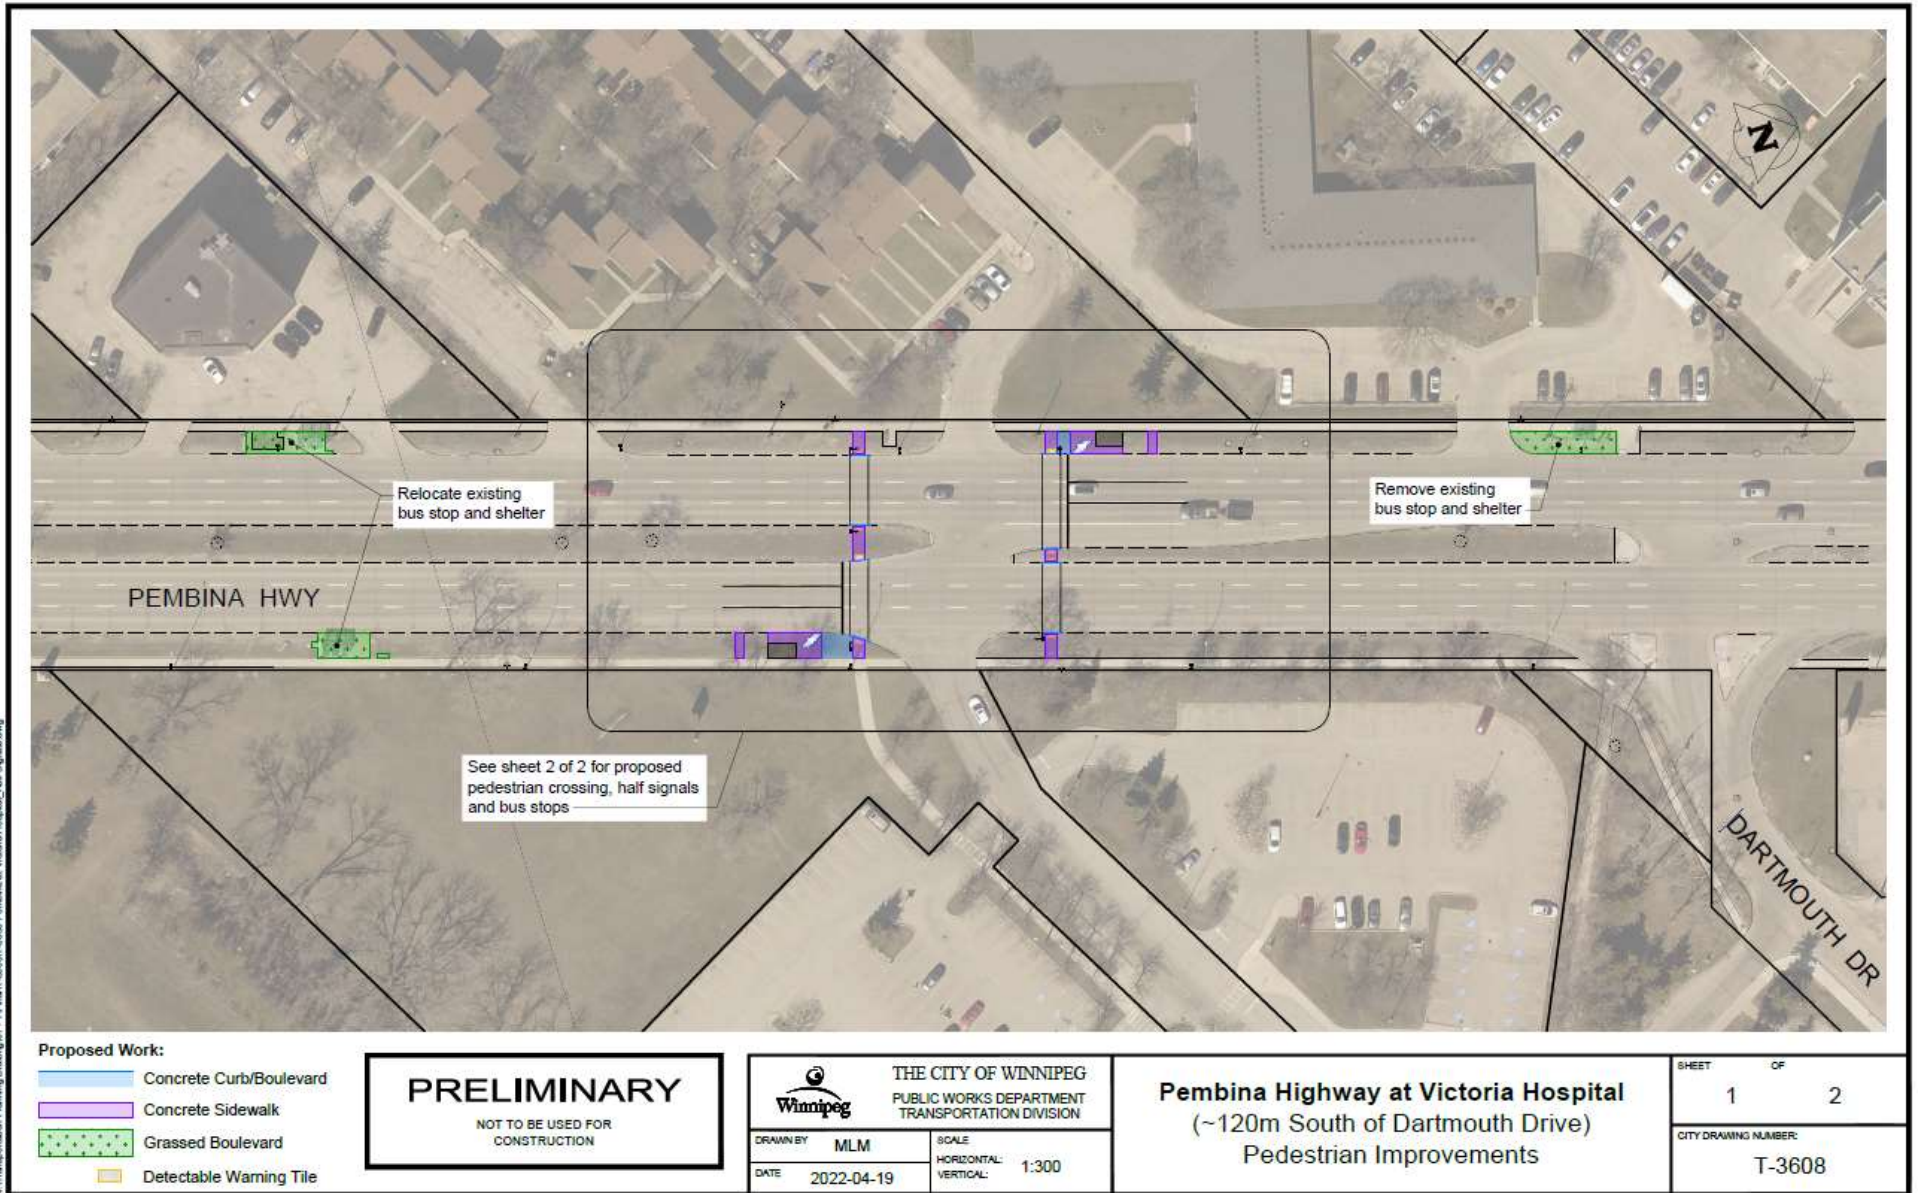 N
Relocate existing
bus stop and shelter
Remove existing
bus stop and shelter
PEMBINA HWY
See sheet 2 of 2 for proposed
pedestrian crossing, half signals
and bus stops
DARTMOUTH DR
Proposed Work:
Concrete Curb/Boulevard
Concrete Sidewalk
Grassed Boulevard
Detectable Warning Tile
PRELIMINARY
NOT TO BE USED FOR
CONSTRUCTION
Winnipeg
THE CITY OF WINNIPEG
PUBLIC WORKS DEPARTMENT
TRANSPORTATION DIVISION
DRAWN BY MLM
DATE 2022-04-19
SCALE
HORIZONTAL:
VERTICAL: 1:300
Pembina Highway at Victoria Hospital
(~120m South of Dartmouth Drive)
Pedestrian Improvements
SHEET OF
1 2
CITY DRAWING NUMBER:
T-3608